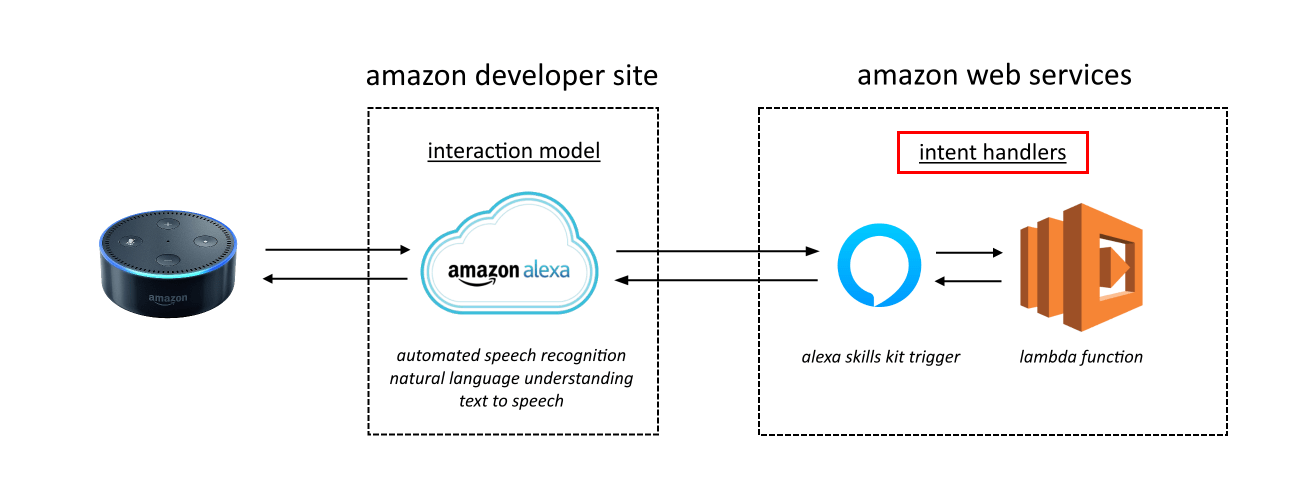 amazon developer site
amazon web services
interaction model
intent handlers
amazon
amazon alexa
automated speech recognition
natural language understanding
text to speech
alexa skills kit trigger
lambda function